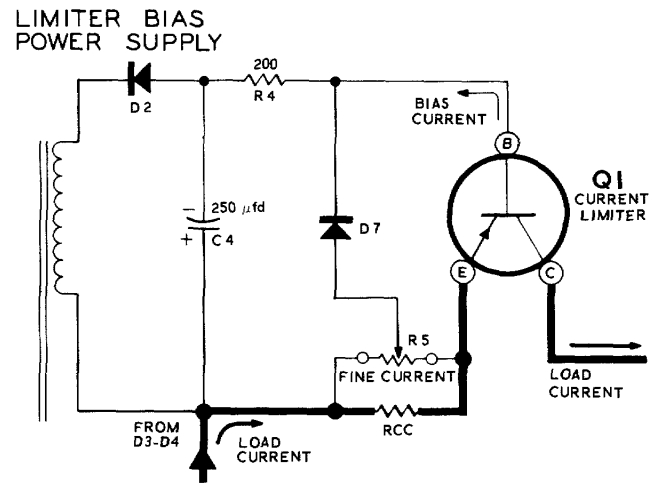 LIMITER BIAS
POWER SUPPLY
D2
200
R4
BIAS
CURRENT
B
Q1
CURRENT
LIMITER
−
250 μfd
+
C4
D7
E
C
R5
FINE CURRENT
LOAD
CURRENT
RCC
FROM
D3-D4
LOAD
CURRENT